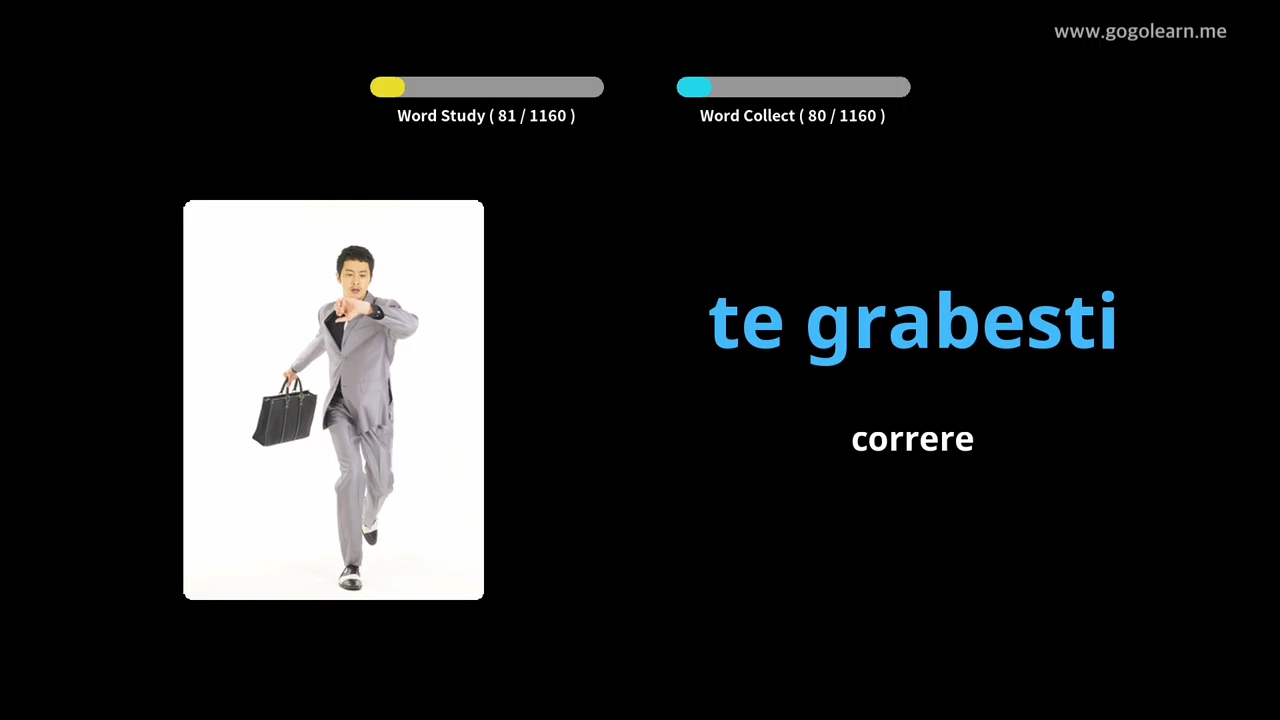 www.gogolearn.me
Word Study ( 81 / 1160 )
Word Collect ( 80 / 1160 )
te grabesti
correre